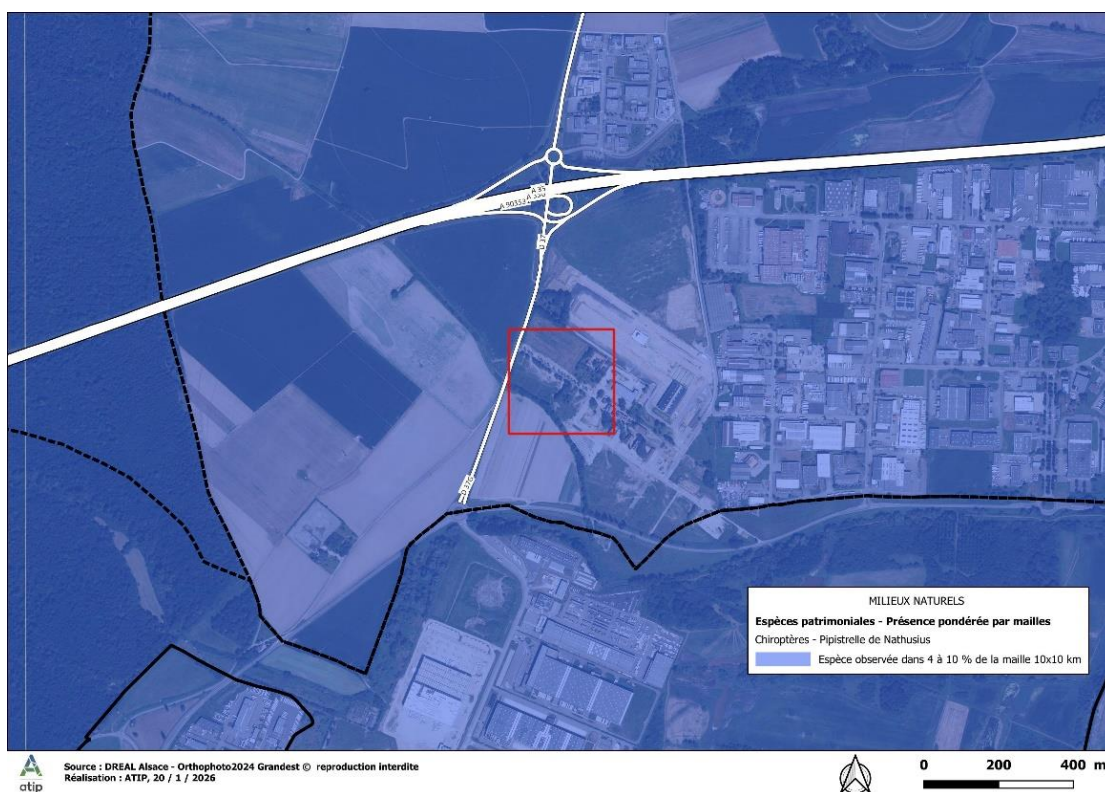 A 35
A 9035
D 37
D 376
MILIEUX NATURELS
Espèces patrimoniales - Présence pondérée par mailles
Chiroptères - Pipistrelle de Nathusius
Espèce observée dans 4 à 10 % de la maille 10x10 km
atip
Source : DREAL Alsace - Orthophoto2024 Grandest © reproduction interdite
Réalisation : ATIP, 20 / 1 / 2026
0 200 400 m